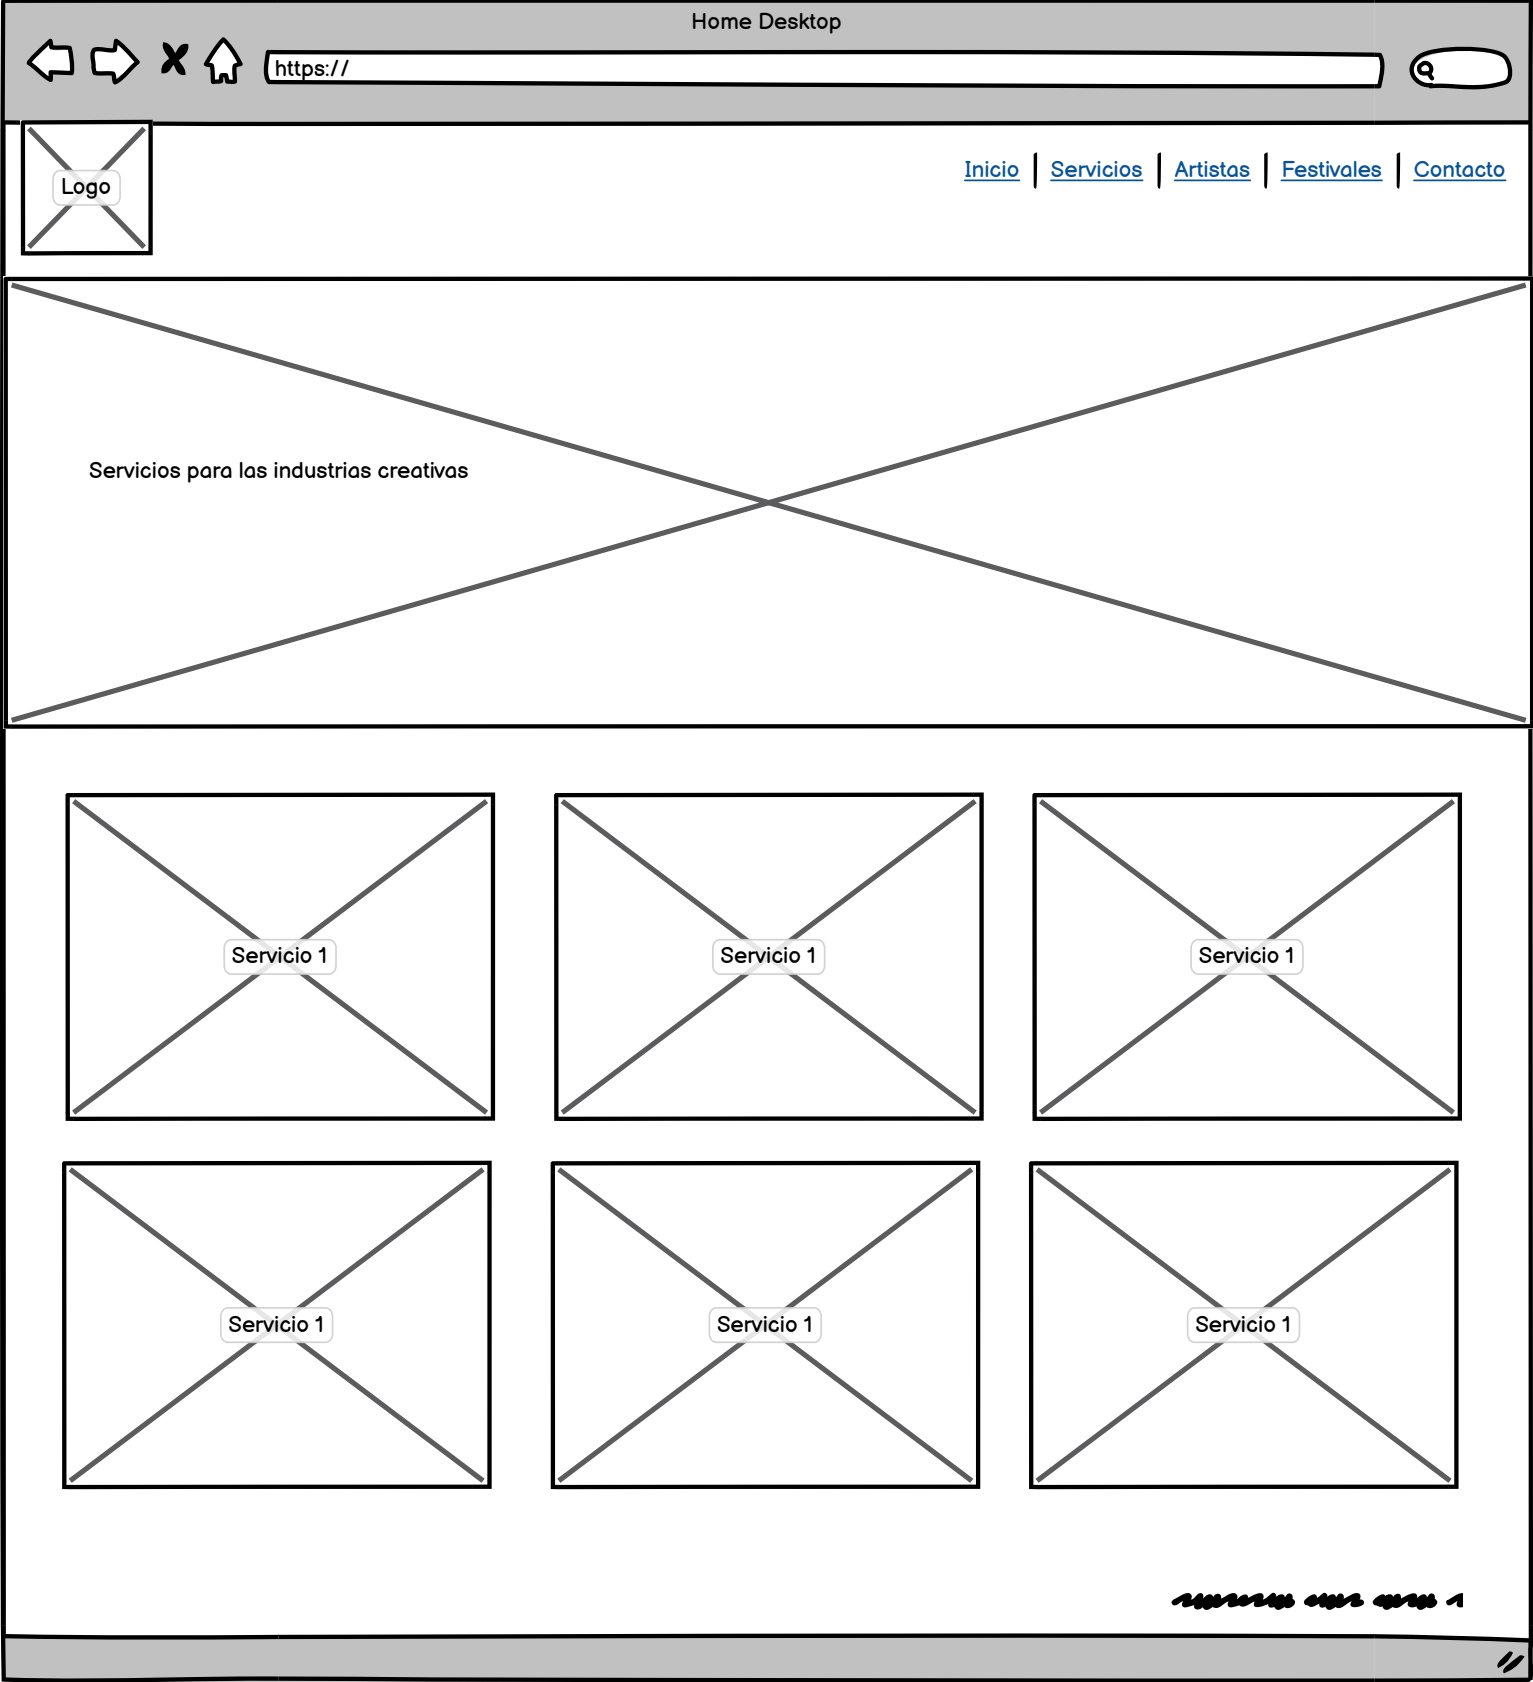 Home Desktop
https://
Logo
Inicio Servicios Artistas Festivales Contacto
Servicios para las industrias creativas
Servicio 1 Servicio 1 Servicio 1
Servicio 1 Servicio 1 Servicio 1